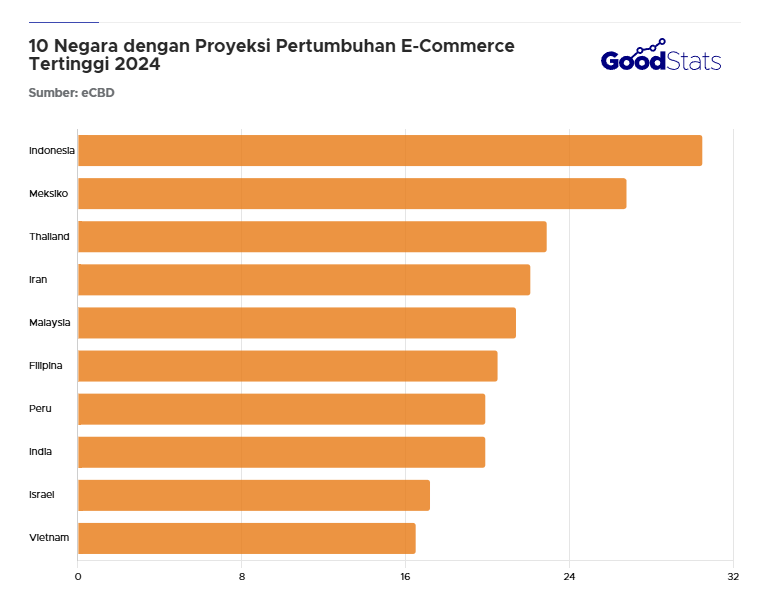 10 Negara dengan Proyeksi Pertumbuhan E-Commerce
Tertinggi 2024
GoodStats
Sumber: eCBD
Indonesia
Meksiko
Thailand
Iran
Malaysia
Filipina
Peru
India
Israel
Vietnam
0 8 16 24 32